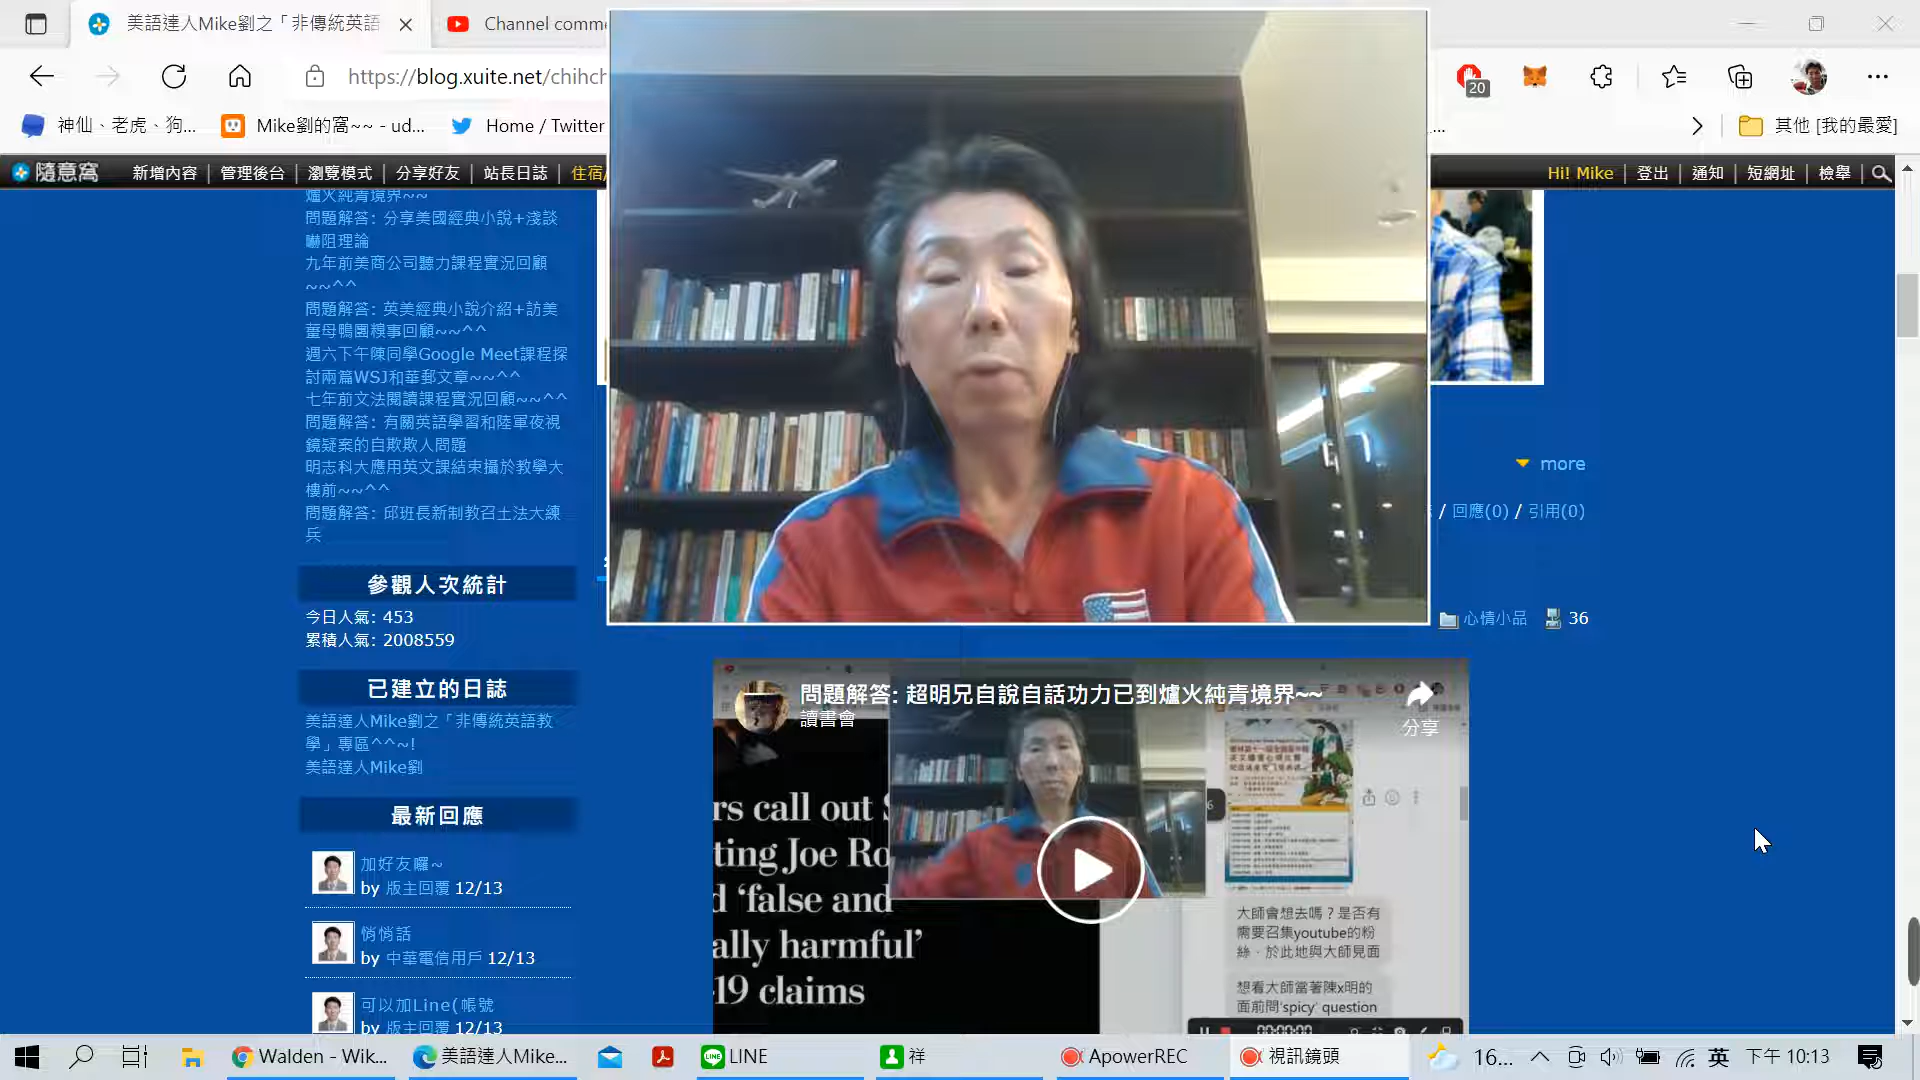 美語達人Mike劉之「非傳統英語
Channel comme
https://blog.xuite.net/chihch
20
神仙、老虎、狗...
Mike劉的窩~~ - ud...
Home / Twitter
其他 [我的最愛]
隨意窩
新增內容 | 管理後台 | 瀏覽模式 | 分享好友 | 站長日誌 | 住宿/
Hi! Mike | 登出 | 通知 | 短網址 | 檢舉
爐火純青境界~~
問題解答: 分享美國經典小說+淺談
嚇阻理論
九年前美商公司聽力課程實況回顧
~~^^
問題解答: 英美經典小說介紹+訪美
薑母鴨團糗事回顧~~^^
週六下午陳同學Google Meet課程探
討兩篇WSJ和華郵文章~~^^
七年前文法閱讀課程實況回顧~~^^
問題解答: 有關英語學習和陸軍夜視
鏡疑案的自欺欺人問題
明志科大應用英文課結束攝於教學大
樓前~~^^
問題解答: 邱班長新制教召土法大練
兵
參觀人次統計
今日人氣: 453
累積人氣: 2008559
已建立的日誌
美語達人Mike劉之「非傳統英語教
學」專區^^~!
美語達人Mike劉
最新回應
加好友囉~
by 版主回覆 12/13
悄悄話
by 中華電信用戶 12/13
可以加Line(帳號
by 版主回覆 12/13
more
/ 回應(0) / 引用(0)
心情小品 36
問題解答: 超明兄自說自話功力已到爐火純青境界~~
讀書會
分享
rs call out S
ting Joe Ro
d ‘false and
ally harmful’
-19 claims
大師會想去嗎？是否有
需要召集youtube的粉
絲，於此地與大師見面
想看大師當著陳x明的
面前問'spicy' question
00:00:00
Walden - Wik...
美語達人Mike...
LINE
祥
ApowerREC
視訊鏡頭
16...
英
下午 10:13